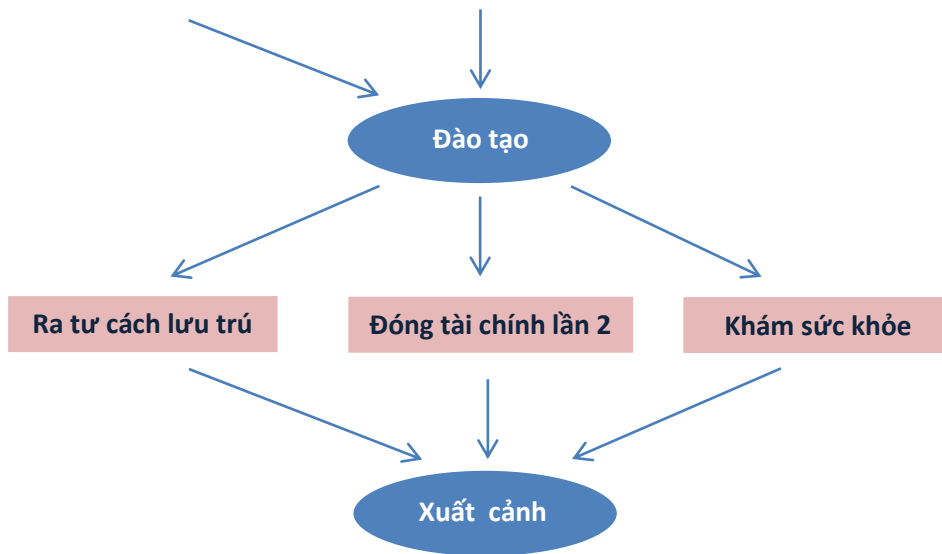 Đào tạo
Ra tư cách lưu trú
Đóng tài chính lần 2
Khám sức khỏe
Xuất cảnh